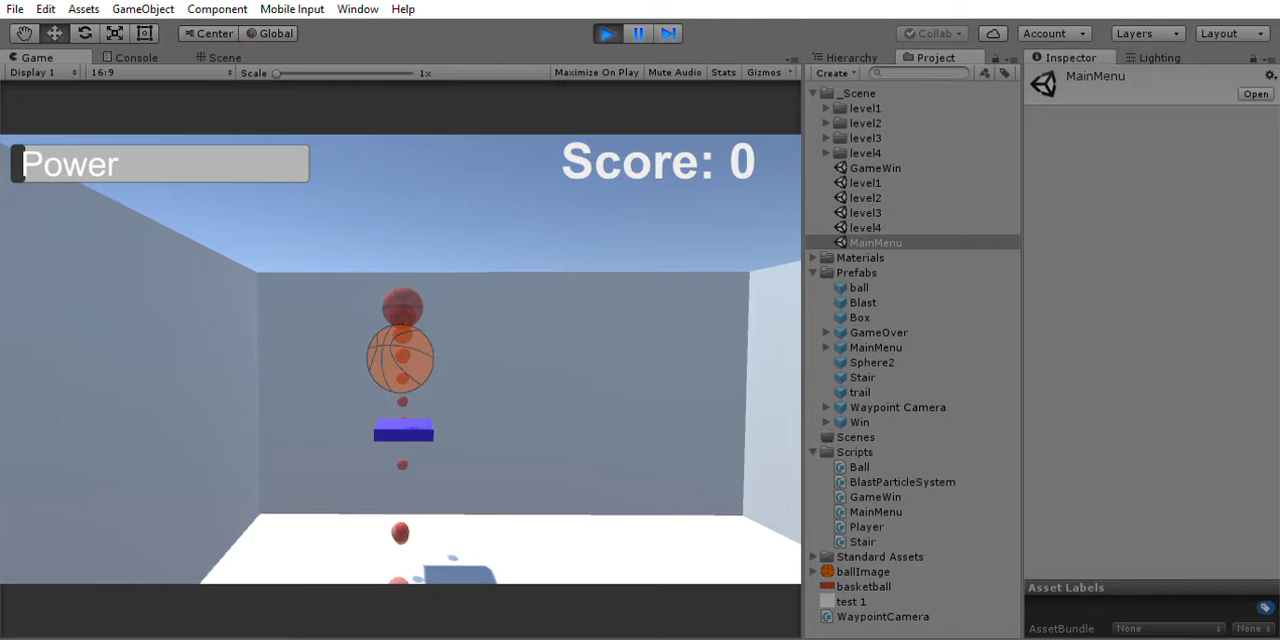 File Edit Assets GameObject Component Mobile Input Window Help
Center Global Collab Account Layers Layout
Game Console Scene Hierarchy Project Inspector Lighting
Display 1 16:9 Scale 1x Maximize On Play Mute Audio Stats Gizmos Create
MainMenu
Open
Power
Score: 0
_Scene
level1
level2
level3
level4
GameWin
level1
level2
level3
level4
MainMenu
Materials
Prefabs
ball
Blast
Box
GameOver
MainMenu
Sphere2
Stair
trail
Waypoint Camera
Win
Scenes
Scripts
Ball
BlastParticleSystem
GameWin
MainMenu
Player
Stair
Standard Assets
ballImage
basketball
test 1
WaypointCamera
Asset Labels
AssetBundle None None